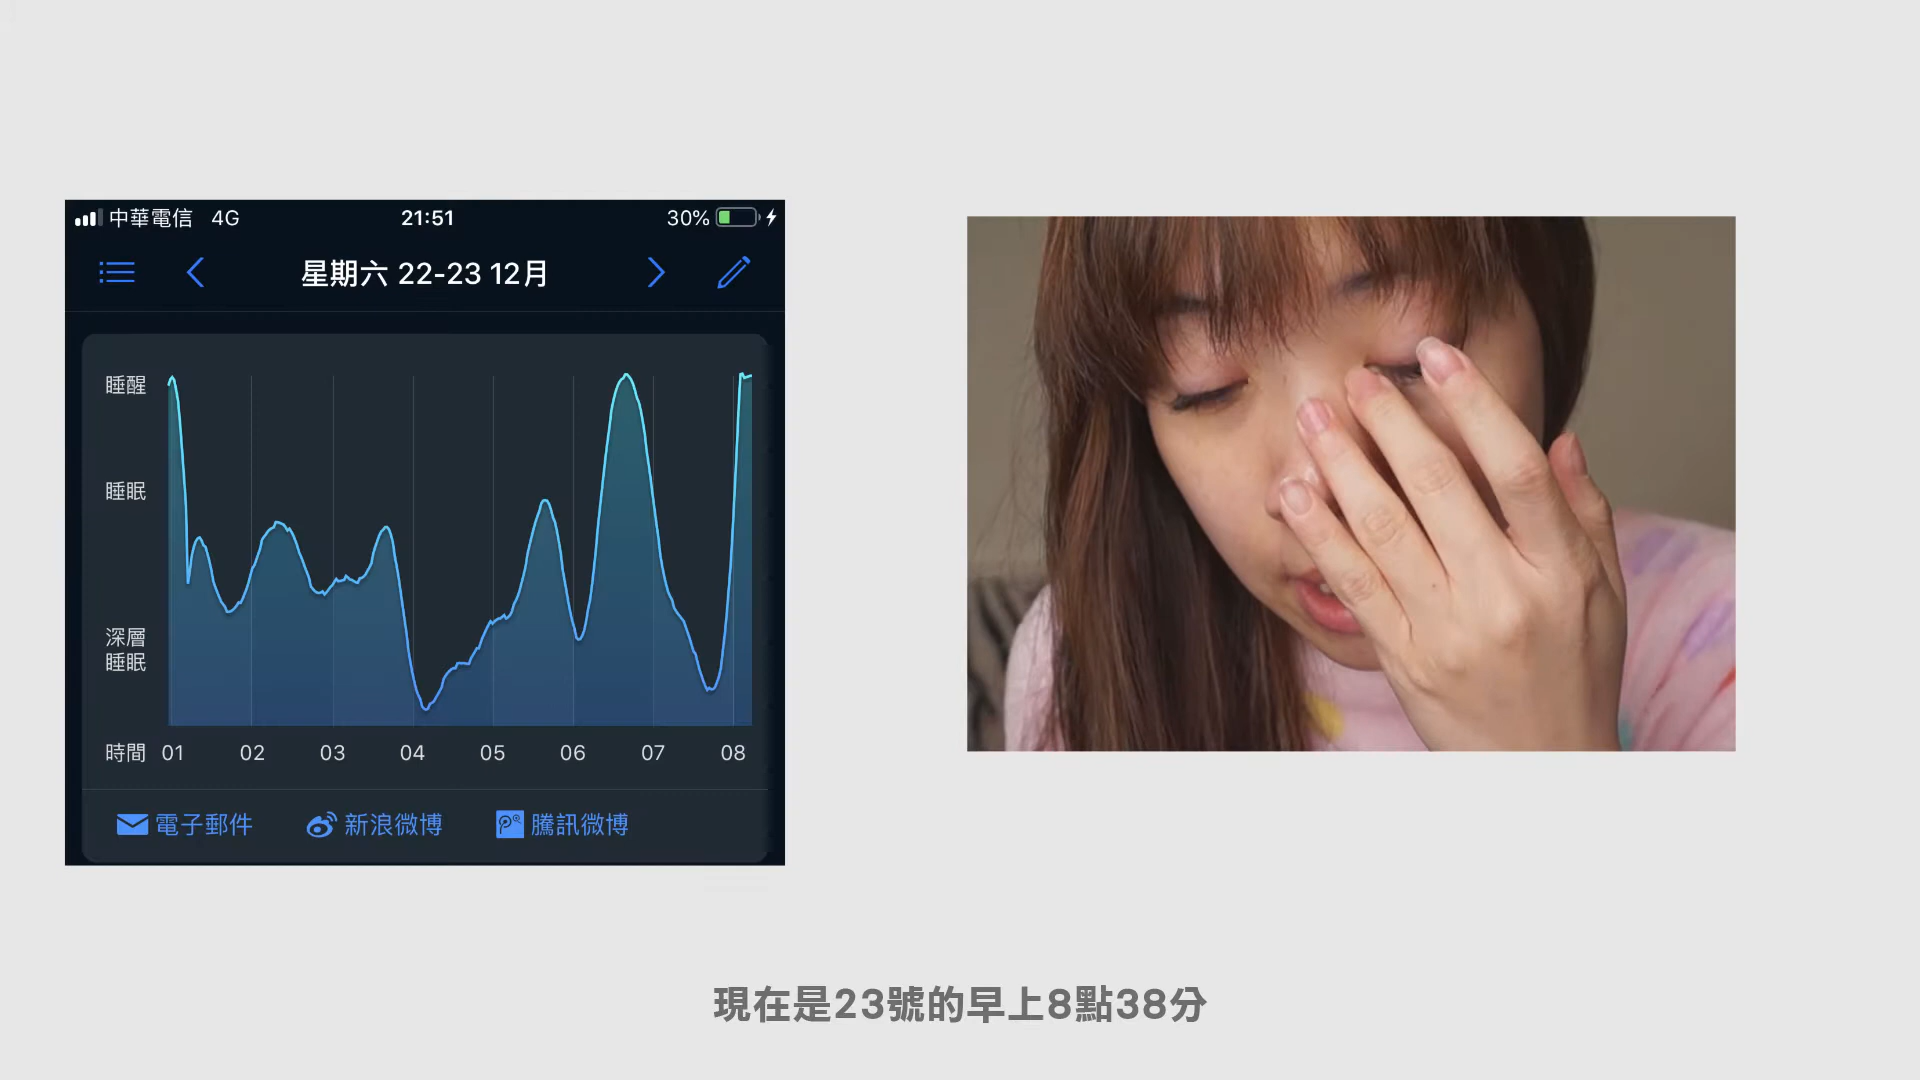 中華電信 4G 21:51 30%
星期六 22-23 12月
睡醒
睡眠
深層
睡眠
時間 01 02 03 04 05 06 07 08
電子郵件 新浪微博 騰訊微博
現在是23號的早上8點38分